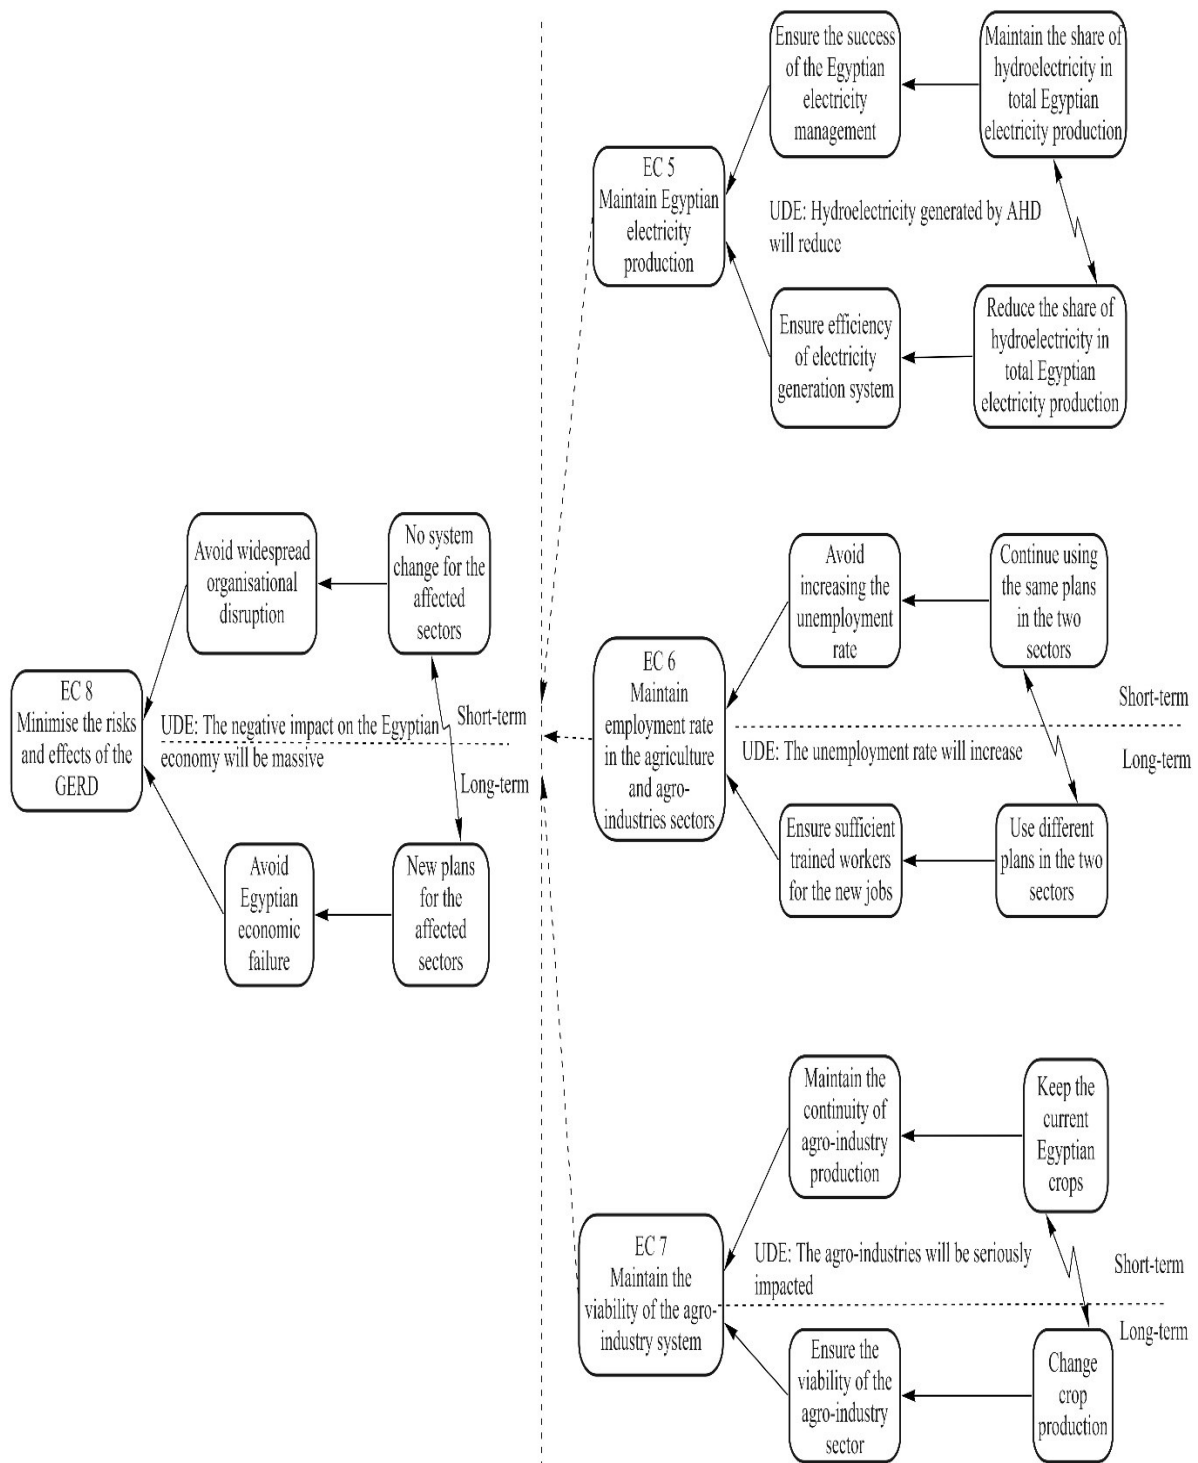 Ensure the success
of the Egyptian
electricity
management
Maintain the share of
hydroelectricity in
total Egyptian
electricity production
EC 5
Maintain Egyptian
electricity
production
UDE: Hydroelectricity generated by AHD
will reduce
Ensure efficiency
of electricity
generation system
Reduce the share of
hydroelectricity in
total Egyptian
electricity production
Avoid widespread
organisational
disruption
No system
change for the
affected
sectors
EC 8
Minimise the risks
and effects of the
GERD
UDE: The negative impact on the Egyptian
economy will be massive
Short-term
Long-term
Avoid
Egyptian
economic
failure
New plans
for the
affected
sectors
Avoid
increasing the
unemployment
rate
Continue using
the same plans
in the two
sectors
EC 6
Maintain
employment rate
in the agriculture
and agro-
industries sectors
Short-term
UDE: The unemployment rate will increase
Long-term
Ensure sufficient
trained workers
for the new jobs
Use different
plans in the two
sectors
Maintain the
continuity of
agro-industry
production
Keep the
current
Egyptian
crops
EC 7
Maintain the
viability of the agro-
industry system
UDE: The agro-industries will be seriously
impacted
Short-term
Long-term
Ensure the
viability of the
agro-industry
sector
Change
crop
production